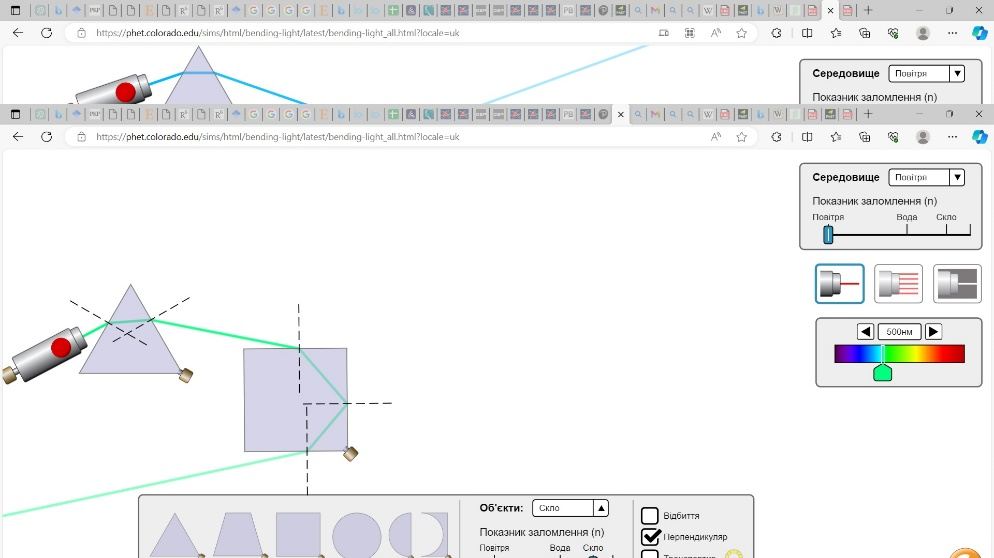 https://phet.colorado.edu/sims/html/bending-light/latest/bending-light_all.html?locale=uk
Середовище Повітря
Показник заломлення (n)
https://phet.colorado.edu/sims/html/bending-light/latest/bending-light_all.html?locale=uk
Середовище Повітря
Показник заломлення (n)
Повітря Вода Скло
500нм
Об'єкти: Скло
Показник заломлення (n)
Повітря Вода Скло
Відбиття
Перпендикуляр